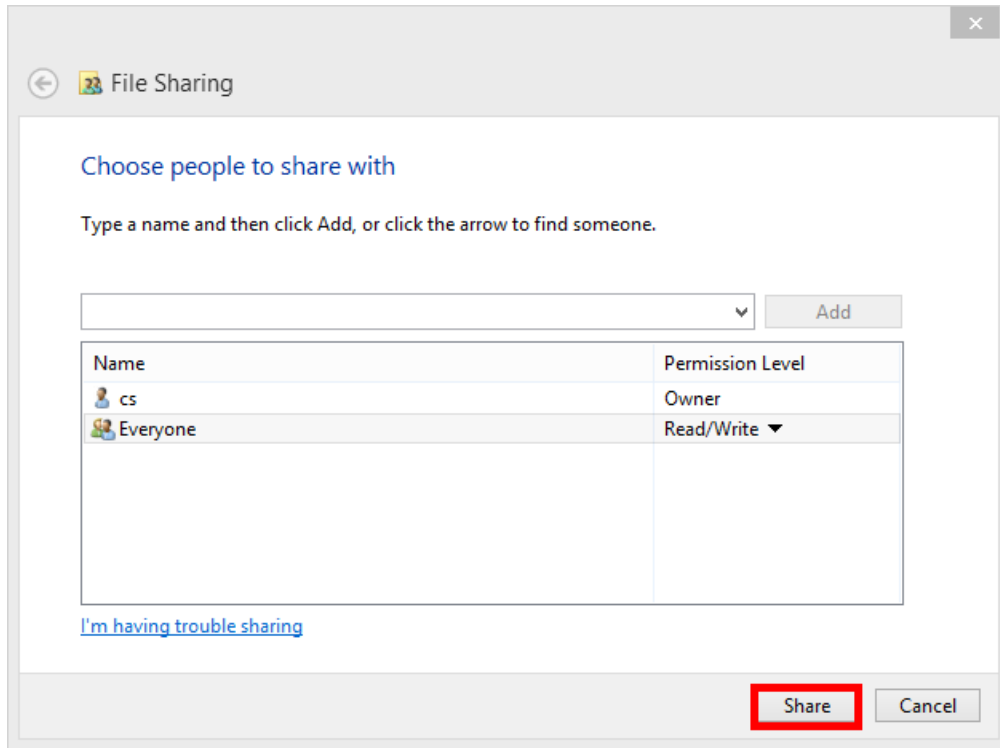 File Sharing
Choose people to share with
Type a name and then click Add, or click the arrow to find someone.
Add
Name Permission Level
cs Owner
Everyone Read/Write
I'm having trouble sharing
Share Cancel